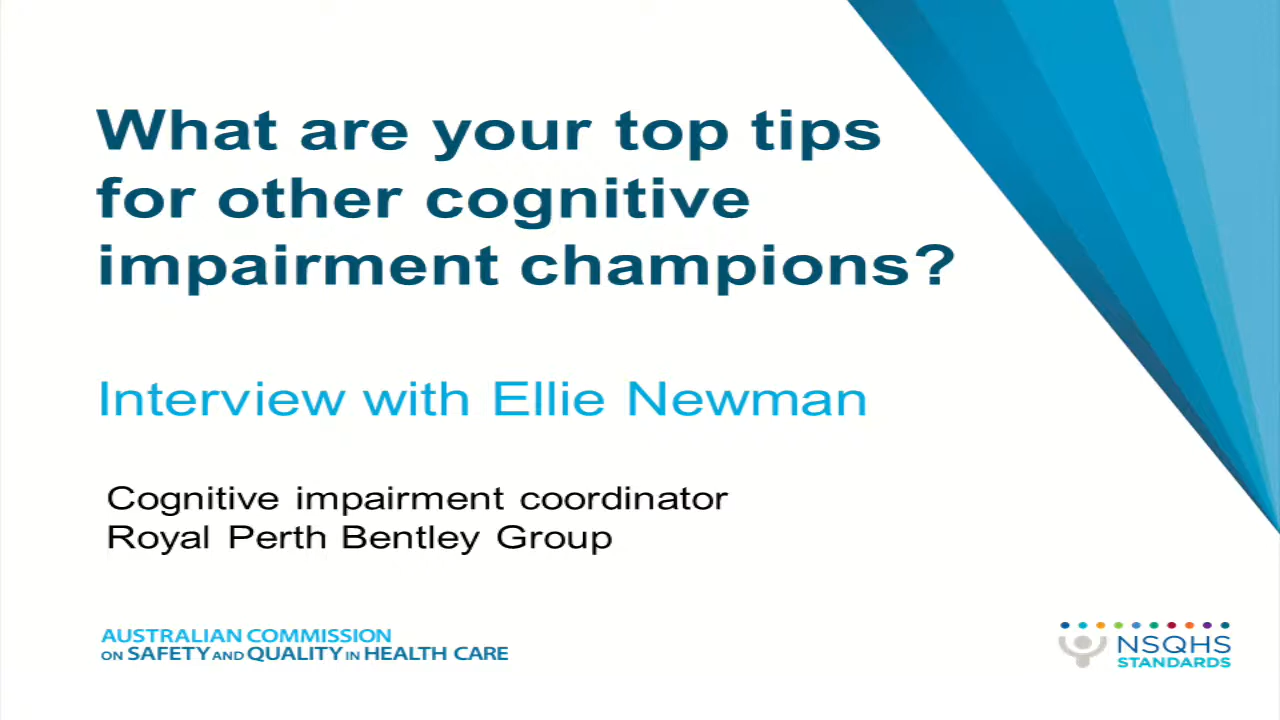 What are your top tips
for other cognitive
impairment champions?
Interview with Ellie Newman
Cognitive impairment coordinator
Royal Perth Bentley Group
AUSTRALIAN COMMISSION
ON SAFETY AND QUALITY IN HEALTH CARE
NSQHS
STANDARDS